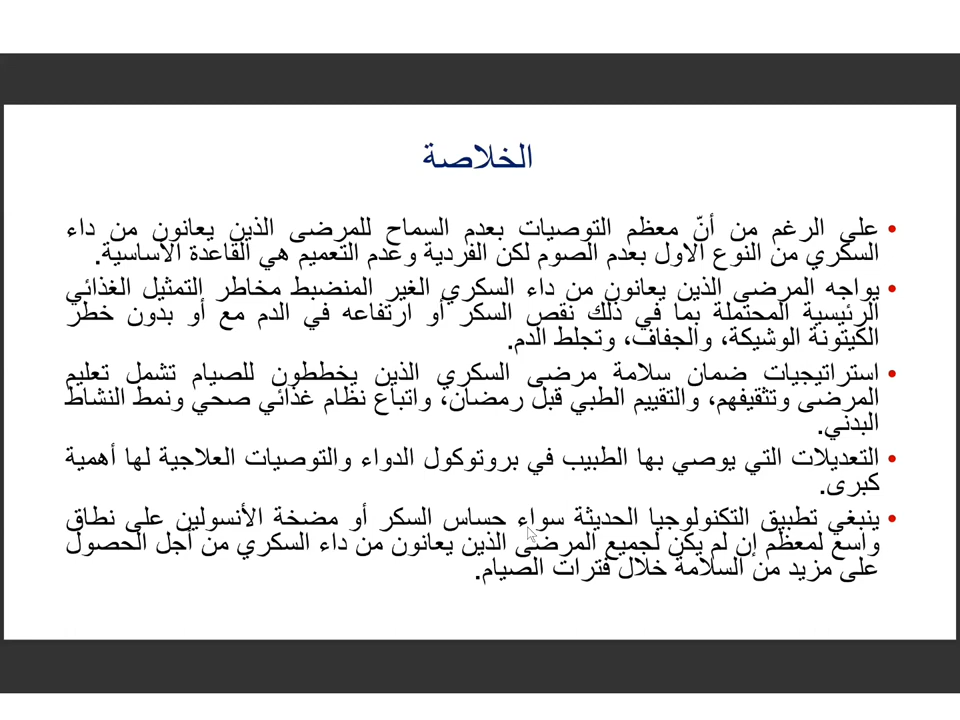 الخلاصة
• على الرغم من أنّ معظم التوصيات بعدم السماح للمرضى الذين يعانون من داء
السكري من النوع الاول بعدم الصوم لكن الفردية وعدم التعميم هي القاعدة الأساسية.
• يواجه المرضى الذين يعانون من داء السكري الغير المنضبط مخاطر التمثيل الغذائي
الرئيسية المحتملة بما في ذلك نقص السكر أو ارتفاعه في الدم مع أو بدون خطر
الكيتونة الوشيكة، والجفاف، وتجلط الدم.
• استراتيجيات ضمان سلامة مرضى السكري الذين يخططون للصيام تشمل تعليم
المرضى وتثقيفهم، والتقييم الطبي قبل رمضان، واتباع نظام غذائي صحي ونمط النشاط
البدني.
• التعديلات التي يوصي بها الطبيب في بروتوكول الدواء والتوصيات العلاجية لها أهمية
كبرى.
• ينبغي تطبيق التكنولوجيا الحديثة سواء حساس السكر أو مضخة الأنسولين على نطاق
واسع لمعظم إن لم يكن لجميع المرضى الذين يعانون من داء السكري من أجل الحصول
على مزيد من السلامة خلال فترات الصيام.